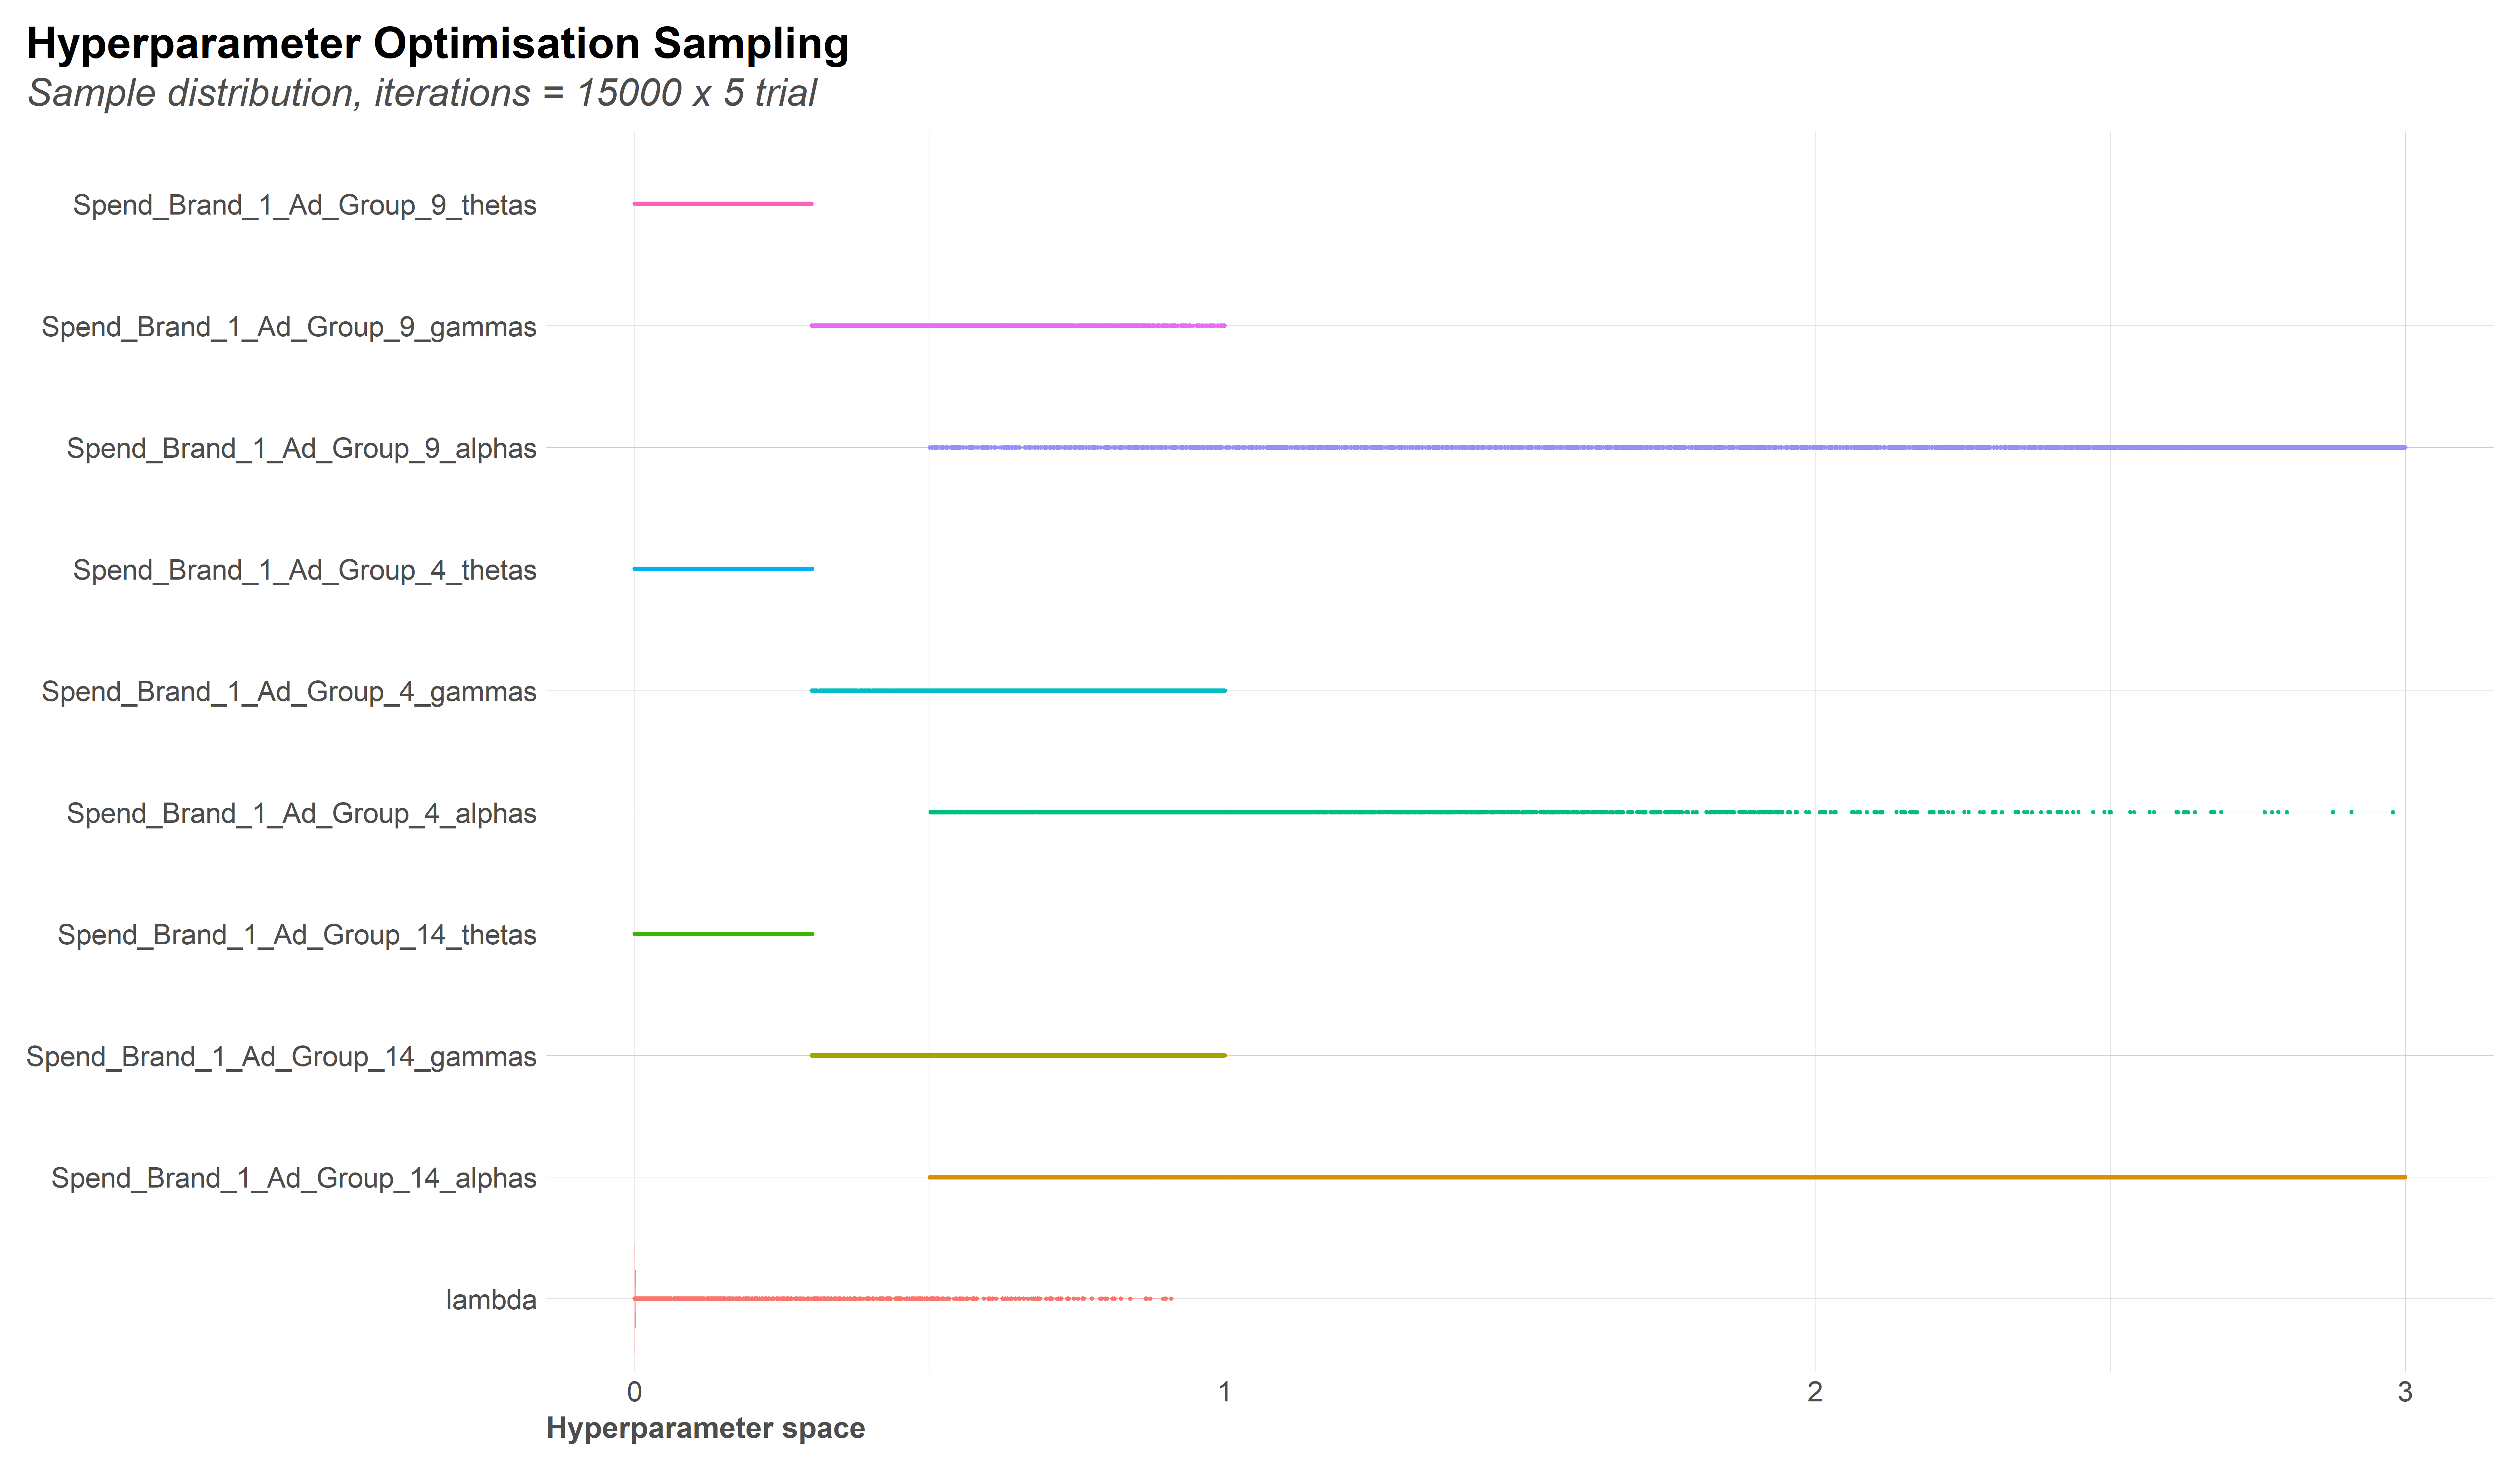 Hyperparameter Optimisation Sampling
Sample distribution, iterations = 15000 x 5 trial
Spend_Brand_1_Ad_Group_9_thetas
Spend_Brand_1_Ad_Group_9_gammas
Spend_Brand_1_Ad_Group_9_alphas
Spend_Brand_1_Ad_Group_4_thetas
Spend_Brand_1_Ad_Group_4_gammas
Spend_Brand_1_Ad_Group_4_alphas
Spend_Brand_1_Ad_Group_14_thetas
Spend_Brand_1_Ad_Group_14_gammas
Spend_Brand_1_Ad_Group_14_alphas
lambda
0 1 2 3
Hyperparameter space